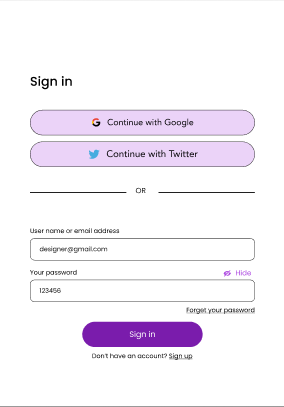 Sign in
Continue with Google
Continue with Twitter
OR
User name or email address
designer@gmail.com
Your password
Hide
123456
Forget your password
Sign in
Don't have an account? Sign up